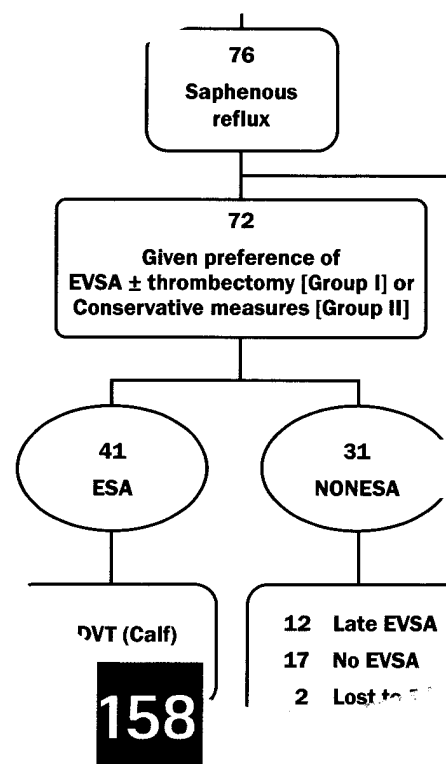 76
Saphenous
reflux
72
Given preference of
EVSA ± thrombectomy [Group I] or
Conservative measures [Group II]
41
ESA
31
NONESA
DVT (Calf)
158
12 Late EVSA
17 No EVSA
2 Lost to